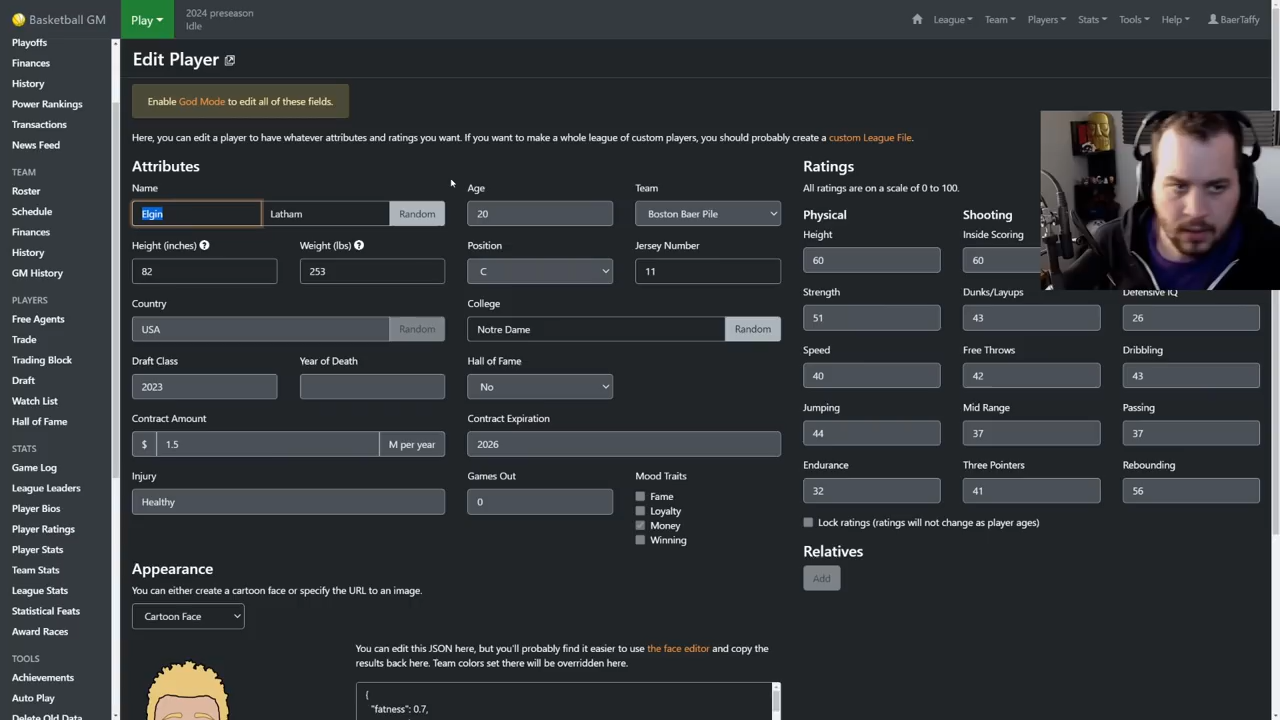 Basketball GM
Play
2024 preseason
Idle
League
Team
Players
Stats
Tools
Help
BaerTaffy
Playoffs
Finances
History
Power Rankings
Transactions
News Feed
TEAM
Roster
Schedule
Finances
History
GM History
PLAYERS
Free Agents
Trade
Trading Block
Draft
Watch List
Hall of Fame
STATS
Game Log
League Leaders
Player Bios
Player Ratings
Player Stats
Team Stats
League Stats
Statistical Feats
Award Races
TOOLS
Achievements
Auto Play
Delete Old Data
Edit Player
Enable God Mode to edit all of these fields.
Here, you can edit a player to have whatever attributes and ratings you want. If you want to make a whole league of custom players, you should probably create a custom League File.
Attributes
Name
Elgin
Latham
Random
Age
20
Team
Boston Baer Pile
Height (inches) ?
82
Weight (lbs) ?
253
Position
C
Jersey Number
11
Country
USA
Random
College
Notre Dame
Random
Draft Class
2023
Year of Death
Hall of Fame
No
Contract Amount
$ 1.5 M per year
Contract Expiration
2026
Injury
Healthy
Games Out
0
Mood Traits
Fame
Loyalty
Money
Winning
Appearance
You can either create a cartoon face or specify the URL to an image.
Cartoon Face
You can edit this JSON here, but you'll probably find it easier to use the face editor and copy the
results back here. Team colors set there will be overridden here.
{
"fatness": 0.7,
Ratings
All ratings are on a scale of 0 to 100.
Physical
Height
60
Strength
51
Speed
40
Jumping
44
Endurance
32
Shooting
Inside Scoring
60
Dunks/Layups
43
Free Throws
42
Mid Range
37
Three Pointers
41
Defensive IQ
26
Dribbling
43
Passing
37
Rebounding
56
Lock ratings (ratings will not change as player ages)
Relatives
Add